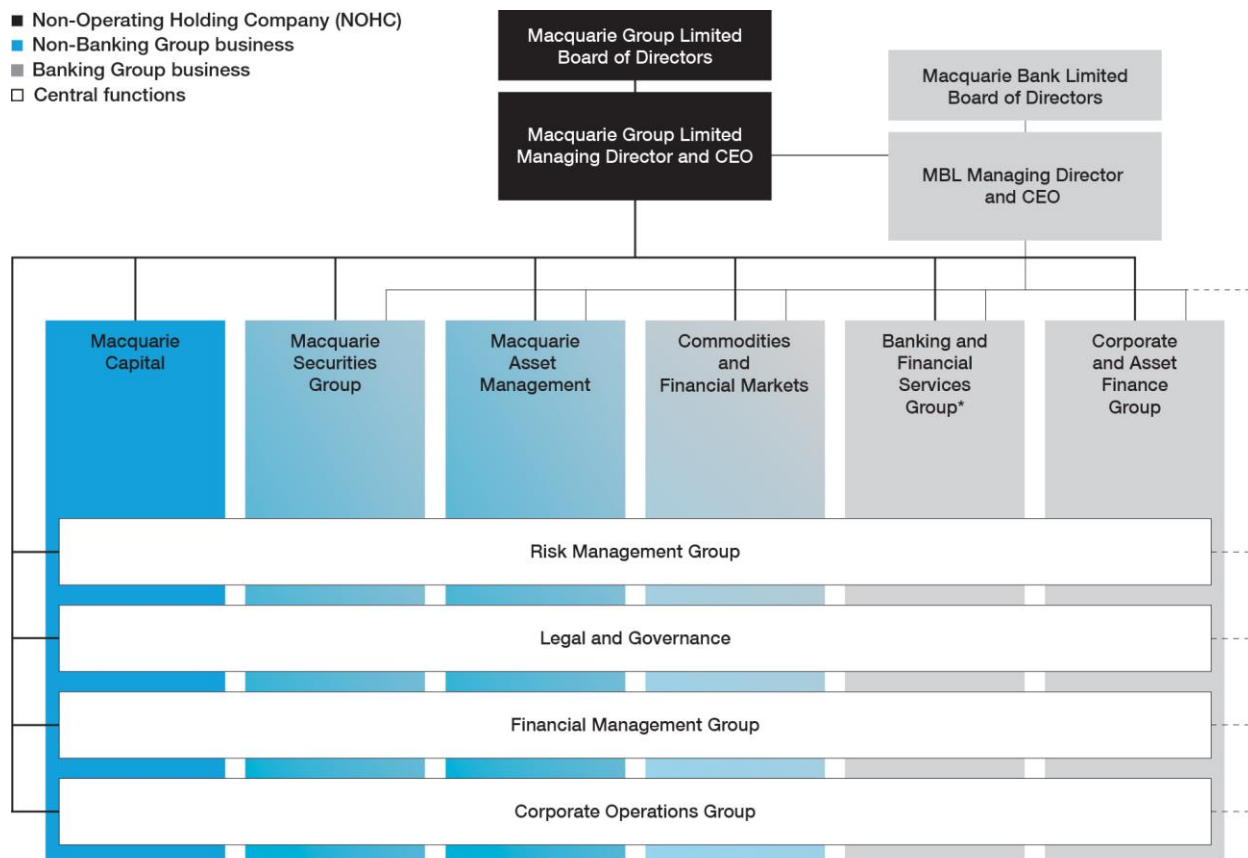 Non-Operating Holding Company (NOHC)
Non-Banking Group business
Banking Group business
Central functions
Macquarie Group Limited
Board of Directors
Macquarie Bank Limited
Board of Directors
Macquarie Group Limited
Managing Director and CEO
MBL Managing Director
and CEO
Macquarie
Capital
Macquarie
Securities
Group
Macquarie
Asset
Management
Commodities
and
Financial Markets
Banking and
Financial
Services
Group*
Corporate
and Asset
Finance
Group
Risk Management Group
Legal and Governance
Financial Management Group
Corporate Operations Group